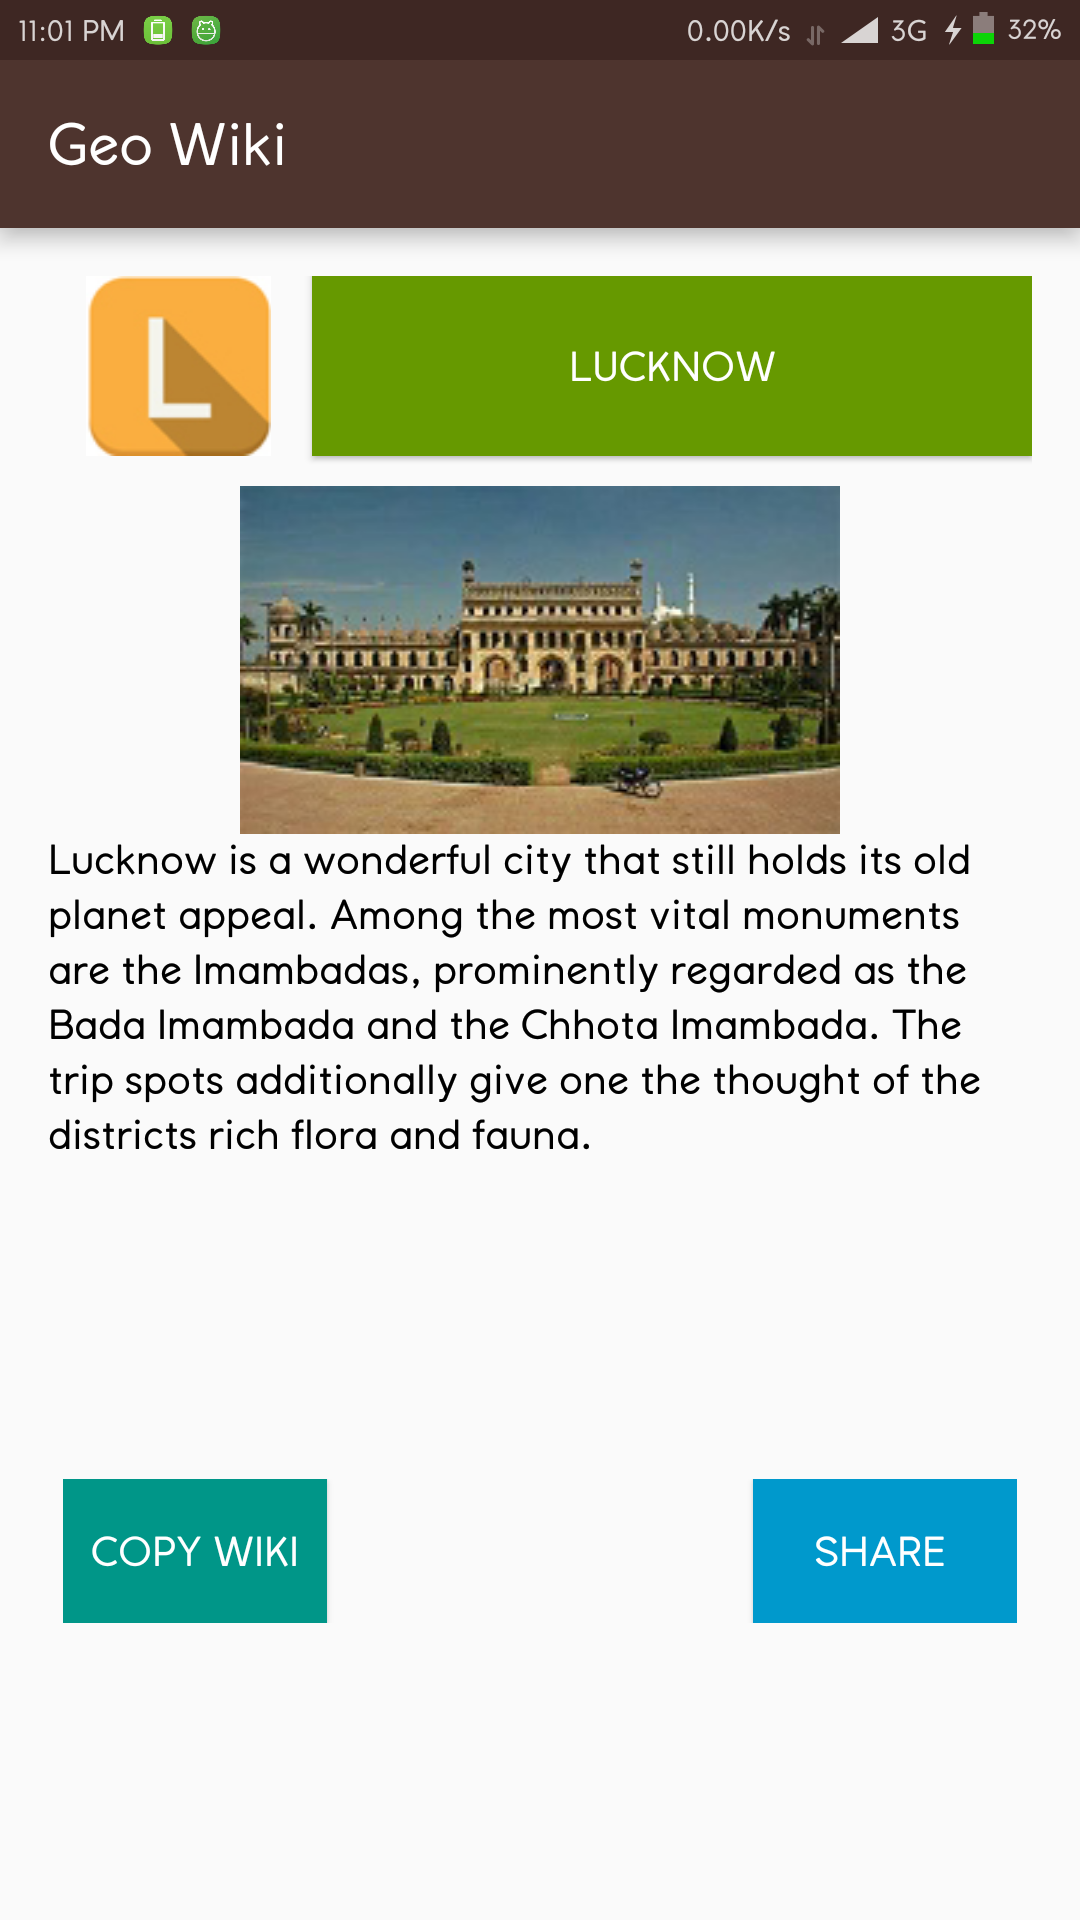 11:01 PM 0.00K/s 3G 32%
Geo Wiki
L
LUCKNOW
Lucknow is a wonderful city that still holds its old
planet appeal. Among the most vital monuments
are the Imambadas, prominently regarded as the
Bada Imambada and the Chhota Imambada. The
trip spots additionally give one the thought of the
districts rich flora and fauna.
COPY WIKI
SHARE